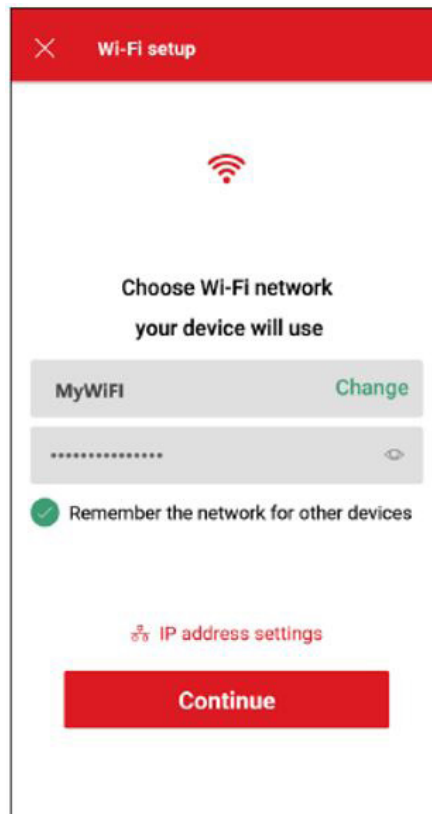 Wi-Fi setup
Choose Wi-Fi network
your device will use
MyWiFI Change
•••••••••••••••
Remember the network for other devices
IP address settings
Continue